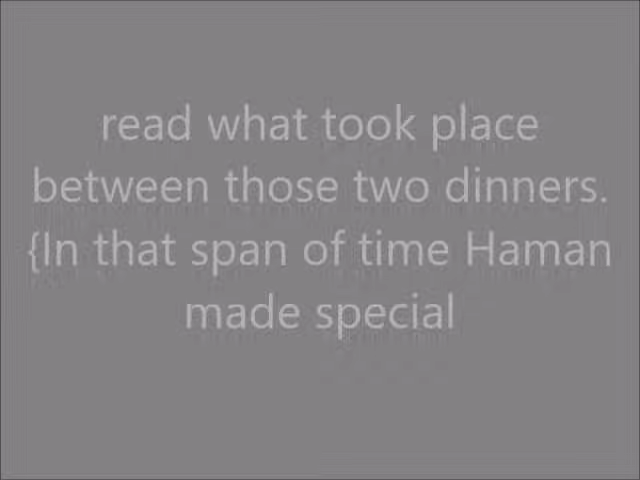 read what took place
between those two dinners.
{In that span of time Haman
made special